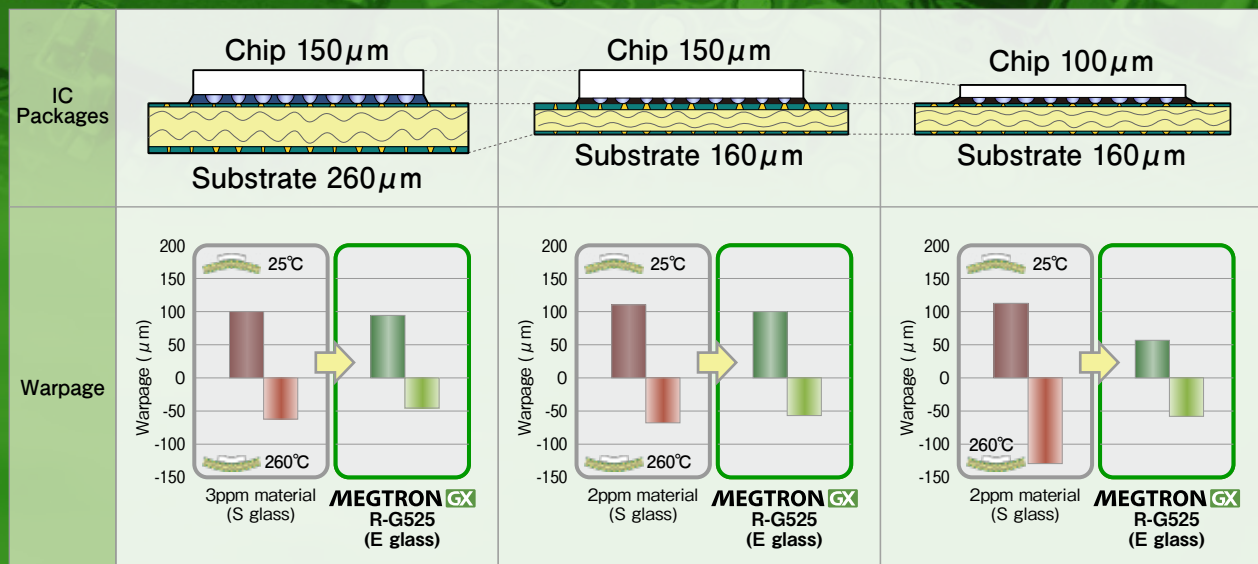 IC
Packages
Chip 150μm
Substrate 260μm
Chip 150μm
Substrate 160μm
Chip 100μm
Substrate 160μm
Warpage
Warpage (μm)
200
150
100
50
0
-50
-100
-150
25℃
260℃
3ppm material
(S glass)
MEGTRON GX
R-G525
(E glass)
Warpage (μm)
200
150
100
50
0
-50
-100
-150
25℃
260℃
2ppm material
(S glass)
MEGTRON GX
R-G525
(E glass)
Warpage (μm)
200
150
100
50
0
-50
-100
-150
25℃
260℃
2ppm material
(S glass)
MEGTRON GX
R-G525
(E glass)